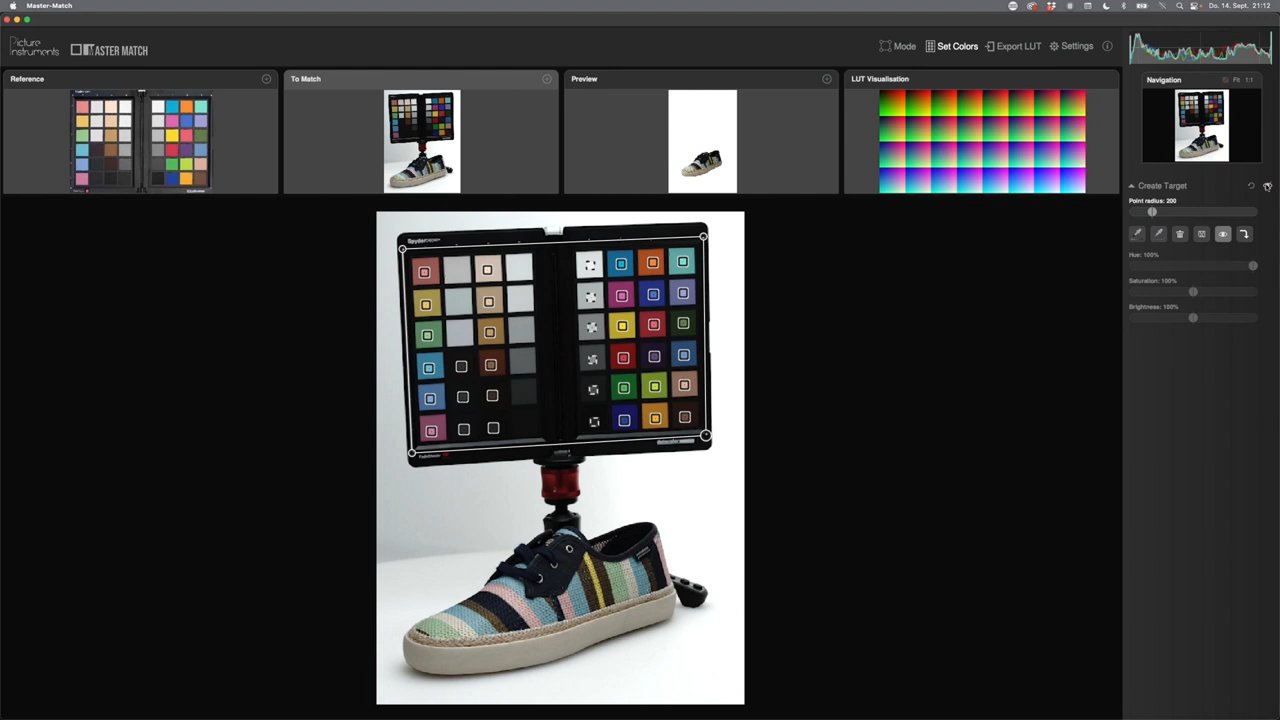 Master-Match
Do. 14. Sept. 21:12
Picture
Instruments
MASTER MATCH
Mode
Set Colors
Export LUT
Settings
Reference
To Match
Preview
LUT Visualisation
Navigation
Fit
1:1
Create Target
Point radius: 200
Hue: 100%
Saturation: 100%
Brightness: 100%
Spyder
datacolor